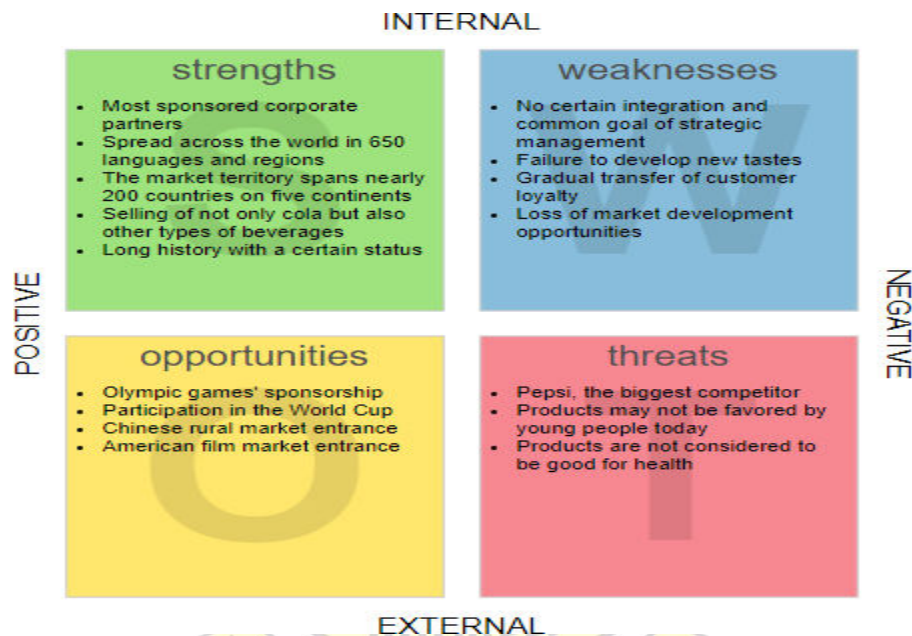 INTERNAL
strengths
• Most sponsored corporate
partners
• Spread across the world in 650
languages and regions
• The market territory spans nearly
200 countries on five continents
• Selling of not only cola but also
other types of beverages
• Long history with a certain status
weaknesses
• No certain integration and
common goal of strategic
management
• Failure to develop new tastes
• Gradual transfer of customer
loyalty
• Loss of market development
opportunities
POSITIVE
NEGATIVE
opportunities
• Olympic games' sponsorship
• Participation in the World Cup
• Chinese rural market entrance
• American film market entrance
threats
• Pepsi, the biggest competitor
• Products may not be favored by
young people today
• Products are not considered to
be good for health
S
W
O
T
EXTERNAL